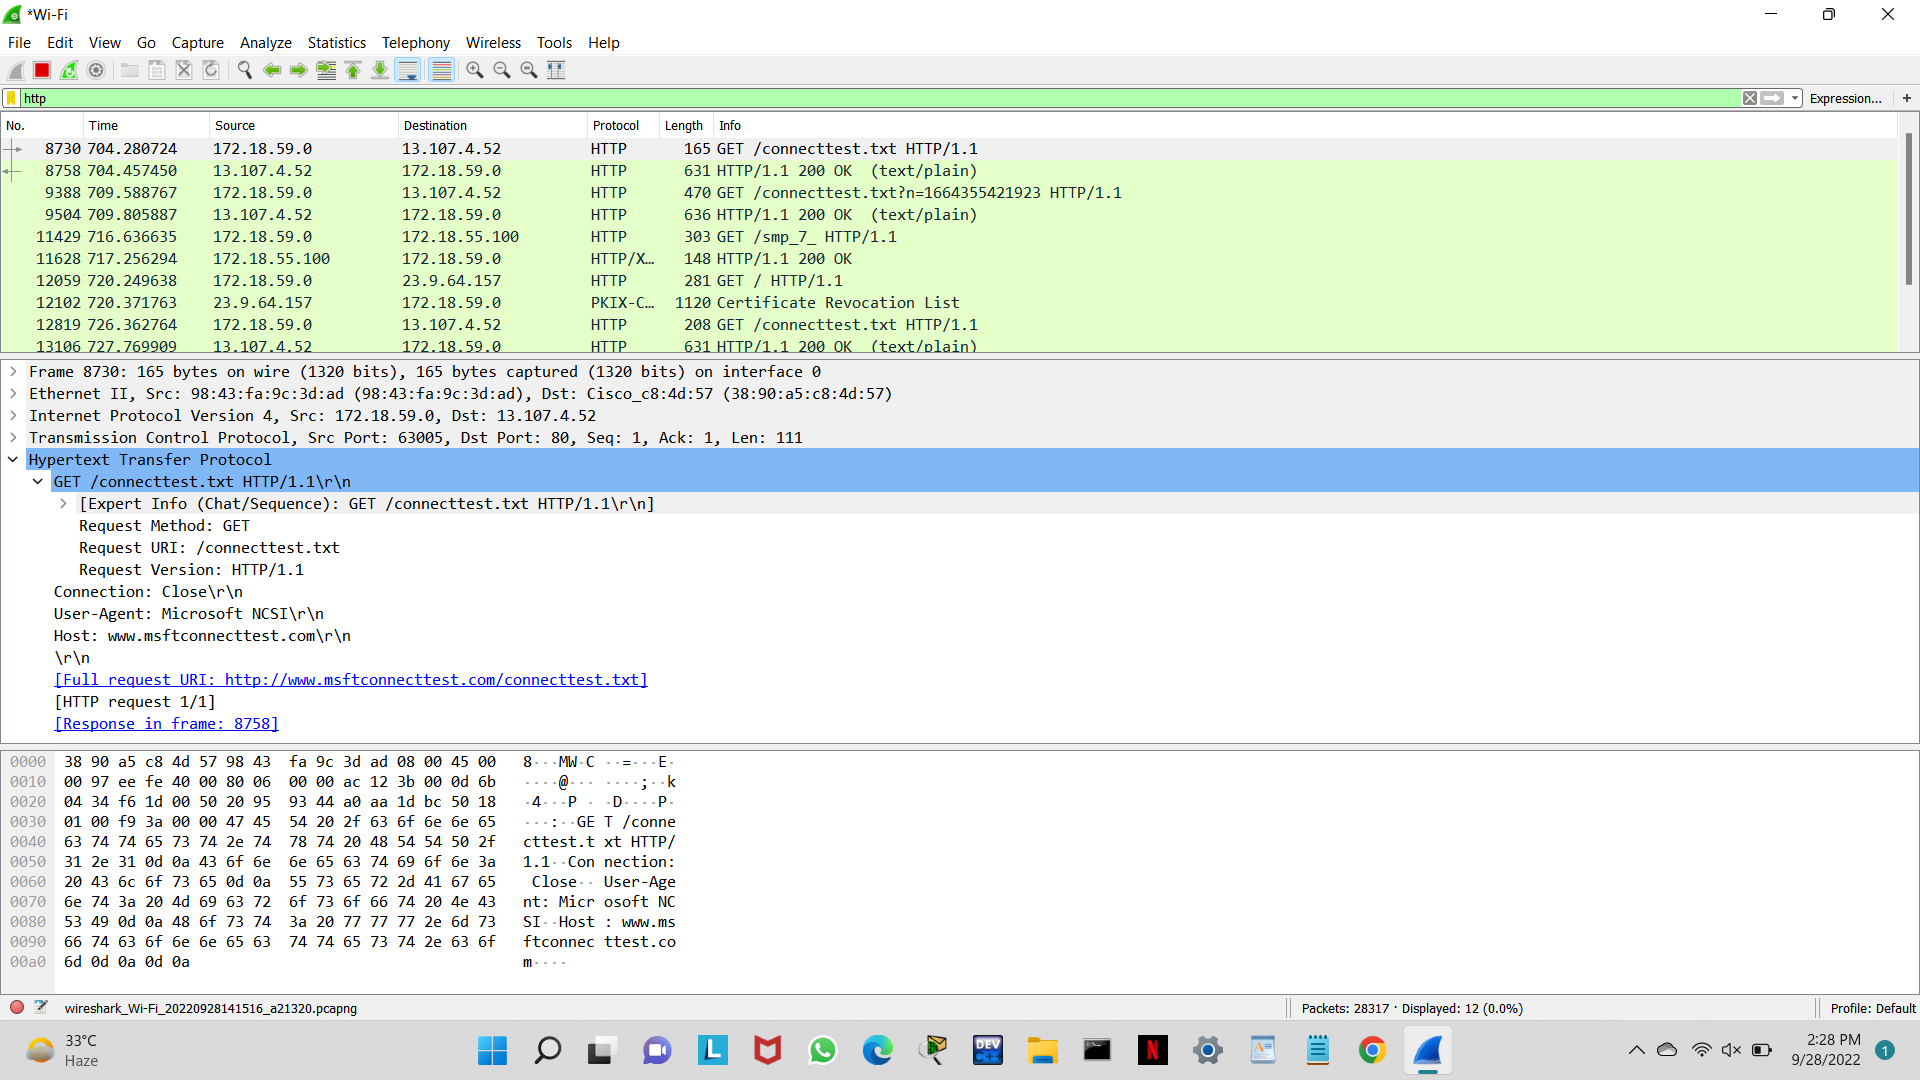 *Wi-Fi
File Edit View Go Capture Analyze Statistics Telephony Wireless Tools Help
http Expression... +
No. Time Source Destination Protocol Length Info
8730 704.280724 172.18.59.0 13.107.4.52 HTTP 165 GET /connecttest.txt HTTP/1.1
8758 704.457450 13.107.4.52 172.18.59.0 HTTP 631 HTTP/1.1 200 OK (text/plain)
9388 709.588767 172.18.59.0 13.107.4.52 HTTP 470 GET /connecttest.txt?n=1664355421923 HTTP/1.1
9504 709.805887 13.107.4.52 172.18.59.0 HTTP 636 HTTP/1.1 200 OK (text/plain)
11429 716.636635 172.18.59.0 172.18.55.100 HTTP 303 GET /smp_7_ HTTP/1.1
11628 717.256294 172.18.55.100 172.18.59.0 HTTP/X… 148 HTTP/1.1 200 OK
12059 720.249638 172.18.59.0 23.9.64.157 HTTP 281 GET / HTTP/1.1
12102 720.371763 23.9.64.157 172.18.59.0 PKIX-C… 1120 Certificate Revocation List
12819 726.362764 172.18.59.0 13.107.4.52 HTTP 208 GET /connecttest.txt HTTP/1.1
13106 727.769909 13.107.4.52 172.18.59.0 HTTP 631 HTTP/1.1 200 OK (text/plain)
Frame 8730: 165 bytes on wire (1320 bits), 165 bytes captured (1320 bits) on interface 0
Ethernet II, Src: 98:43:fa:9c:3d:ad (98:43:fa:9c:3d:ad), Dst: Cisco_c8:4d:57 (38:90:a5:c8:4d:57)
Internet Protocol Version 4, Src: 172.18.59.0, Dst: 13.107.4.52
Transmission Control Protocol, Src Port: 63005, Dst Port: 80, Seq: 1, Ack: 1, Len: 111
Hypertext Transfer Protocol
GET /connecttest.txt HTTP/1.1\r\n
[Expert Info (Chat/Sequence): GET /connecttest.txt HTTP/1.1\r\n]
Request Method: GET
Request URI: /connecttest.txt
Request Version: HTTP/1.1
Connection: Close\r\n
User-Agent: Microsoft NCSI\r\n
Host: www.msftconnecttest.com\r\n
\r\n
[Full request URI: http://www.msftconnecttest.com/connecttest.txt]
[HTTP request 1/1]
[Response in frame: 8758]
0000 38 90 a5 c8 4d 57 98 43 fa 9c 3d ad 08 00 45 00 8···MW·C ··=···E·
0010 00 97 ee fe 40 00 80 06 00 00 ac 12 3b 00 0d 6b ····@··· ····;··k
0020 04 34 f6 1d 00 50 20 95 93 44 a0 aa 1d bc 50 18 ·4···P · ·D····P·
0030 01 00 f9 3a 00 00 47 45 54 20 2f 63 6f 6e 6e 65 ···:··GE T /conne
0040 63 74 74 65 73 74 2e 74 78 74 20 48 54 54 50 2f cttest.t xt HTTP/
0050 31 2e 31 0d 0a 43 6f 6e 6e 65 63 74 69 6f 6e 3a 1.1··Con nection:
0060 20 43 6c 6f 73 65 0d 0a 55 73 65 72 2d 41 67 65 Close·· User-Age
0070 6e 74 3a 20 4d 69 63 72 6f 73 6f 66 74 20 4e 43 nt: Micr osoft NC
0080 53 49 0d 0a 48 6f 73 74 3a 20 77 77 77 2e 6d 73 SI··Host : www.ms
0090 66 74 63 6f 6e 6e 65 63 74 74 65 73 74 2e 63 6f ftconnec ttest.co
00a0 6d 0d 0a 0d 0a m····
wireshark_Wi-Fi_20220928141516_a21320.pcapng Packets: 28317 · Displayed: 12 (0.0%) Profile: Default
33°C
Haze
L
DEV
C++
N
2:28 PM
9/28/2022
1